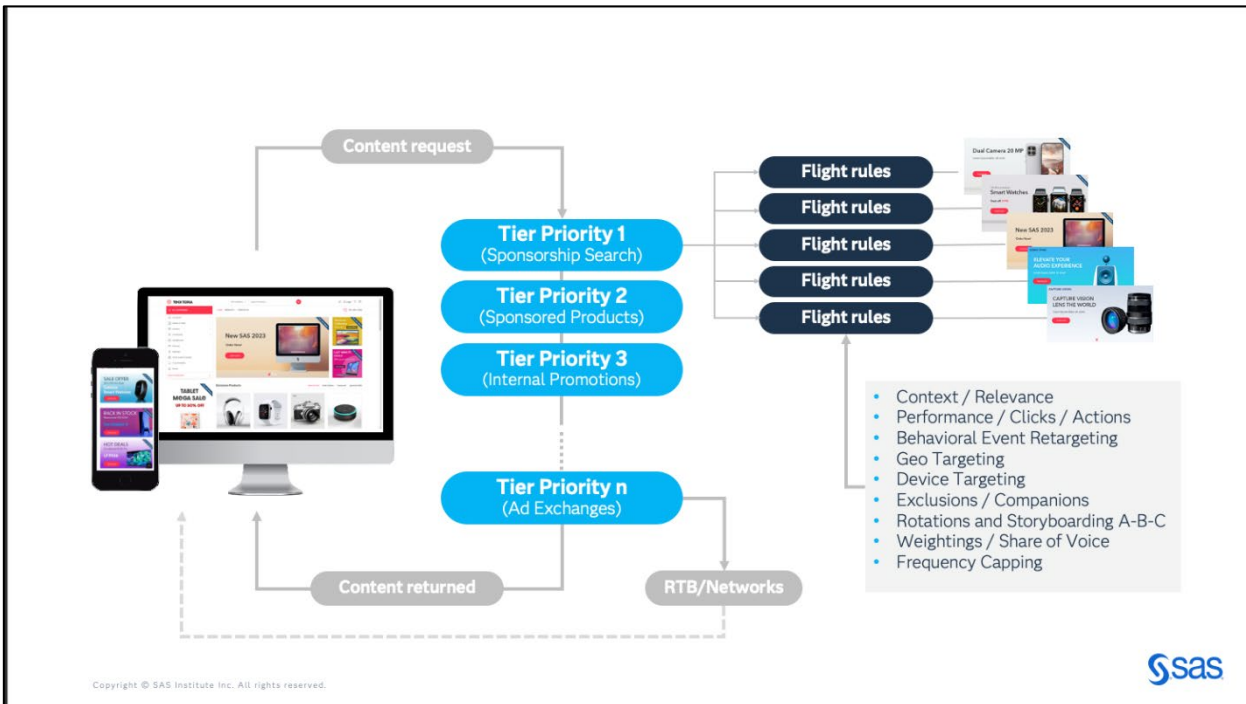 Content request
Tier Priority 1
(Sponsorship Search)
Tier Priority 2
(Sponsored Products)
Tier Priority 3
(Internal Promotions)
Tier Priority n
(Ad Exchanges)
Content returned
RTB/Networks
Flight rules
Flight rules
Flight rules
Flight rules
Flight rules
Dual Camera 20 MP
Smart Watches
New SAS 2023
ELEVATE YOUR
AUDIO EXPERIENCE
CAPTURE VISION
LENS THE WORLD
New SAS 2023
TABLET
MEGA SALE
UP TO 50% OFF
SALE OFFER
BACK IN STOCK
HOT DEALS
• Context / Relevance
• Performance / Clicks / Actions
• Behavioral Event Retargeting
• Geo Targeting
• Device Targeting
• Exclusions / Companions
• Rotations and Storyboarding A-B-C
• Weightings / Share of Voice
• Frequency Capping
Copyright © SAS Institute Inc. All rights reserved.
sas